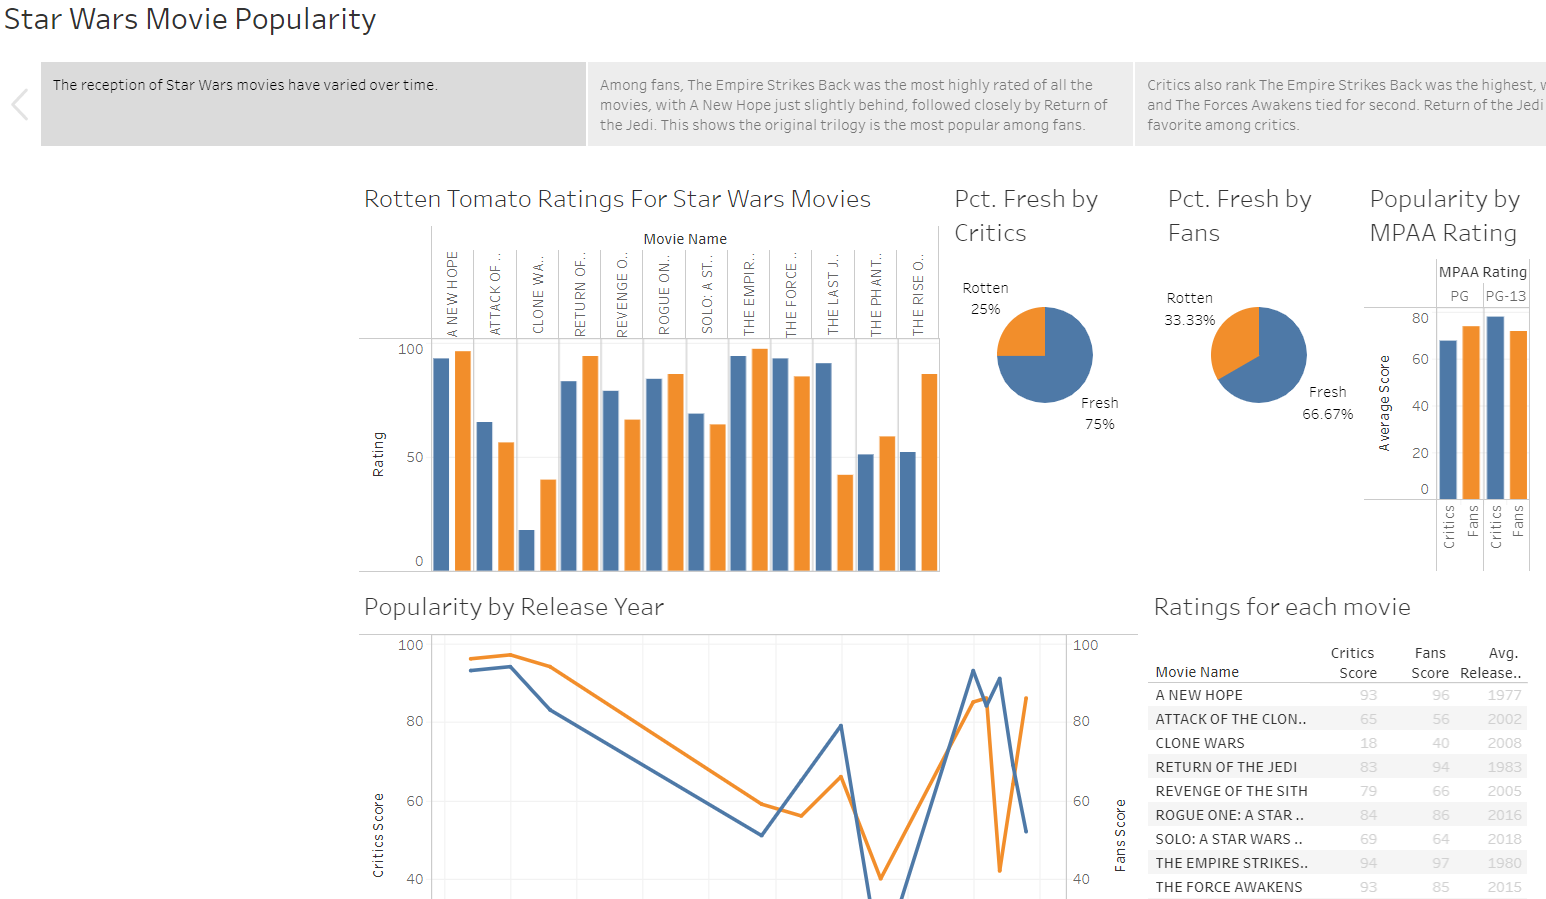 Star Wars Movie Popularity
The reception of Star Wars movies have varied over time.
Among fans, The Empire Strikes Back was the most highly rated of all the
movies, with A New Hope just slightly behind, followed closely by Return of
the Jedi. This shows the original trilogy is the most popular among fans.
Critics also rank The Empire Strikes Back was the highest,
and The Forces Awakens tied for second. Return of the Jedi
favorite among critics.
Rotten Tomato Ratings For Star Wars Movies
Movie Name
A NEW HOPE
ATTACK OF ..
CLONE WA..
RETURN OF..
REVENGE O..
ROGUE ON..
SOLO: A ST..
THE EMPIR..
THE FORCE..
THE LAST J..
THE PHANT..
THE RISE O..
Rating
100
50
0
Pct. Fresh by
Critics
Rotten
25%
Fresh
75%
Pct. Fresh by
Fans
Rotten
33.33%
Fresh
66.67%
Popularity by
MPAA Rating
MPAA Rating
PG PG-13
Average Score
80
60
40
20
0
Critics
Fans
Critics
Fans
Popularity by Release Year
Critics Score
100
80
60
40
100
80
60
40
Fans Score
Ratings for each movie
Critics Fans Avg.
Movie Name Score Score Release..
A NEW HOPE 93 96 1977
ATTACK OF THE CLON.. 65 56 2002
CLONE WARS 18 40 2008
RETURN OF THE JEDI 83 94 1983
REVENGE OF THE SITH 79 66 2005
ROGUE ONE: A STAR .. 84 86 2016
SOLO: A STAR WARS .. 69 64 2018
THE EMPIRE STRIKES.. 94 97 1980
THE FORCE AWAKENS 93 85 2015